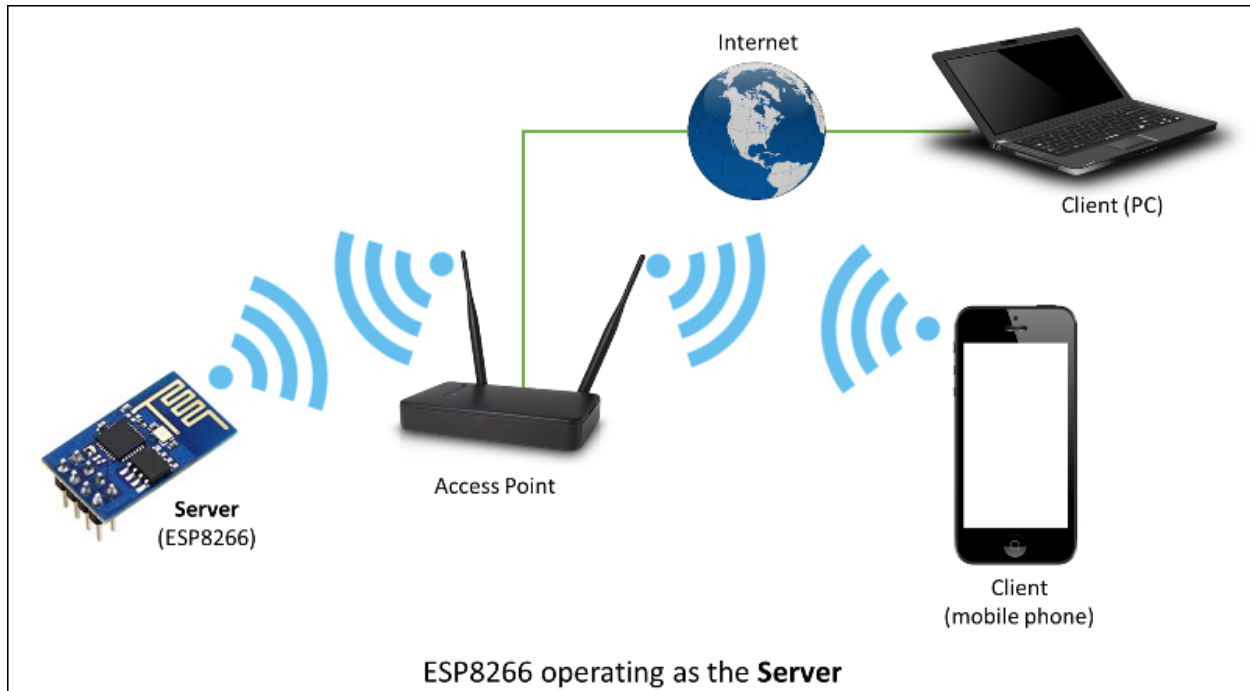 Internet
Client (PC)
Access Point
Server
(ESP8266)
Client
(mobile phone)
ESP8266 operating as the Server